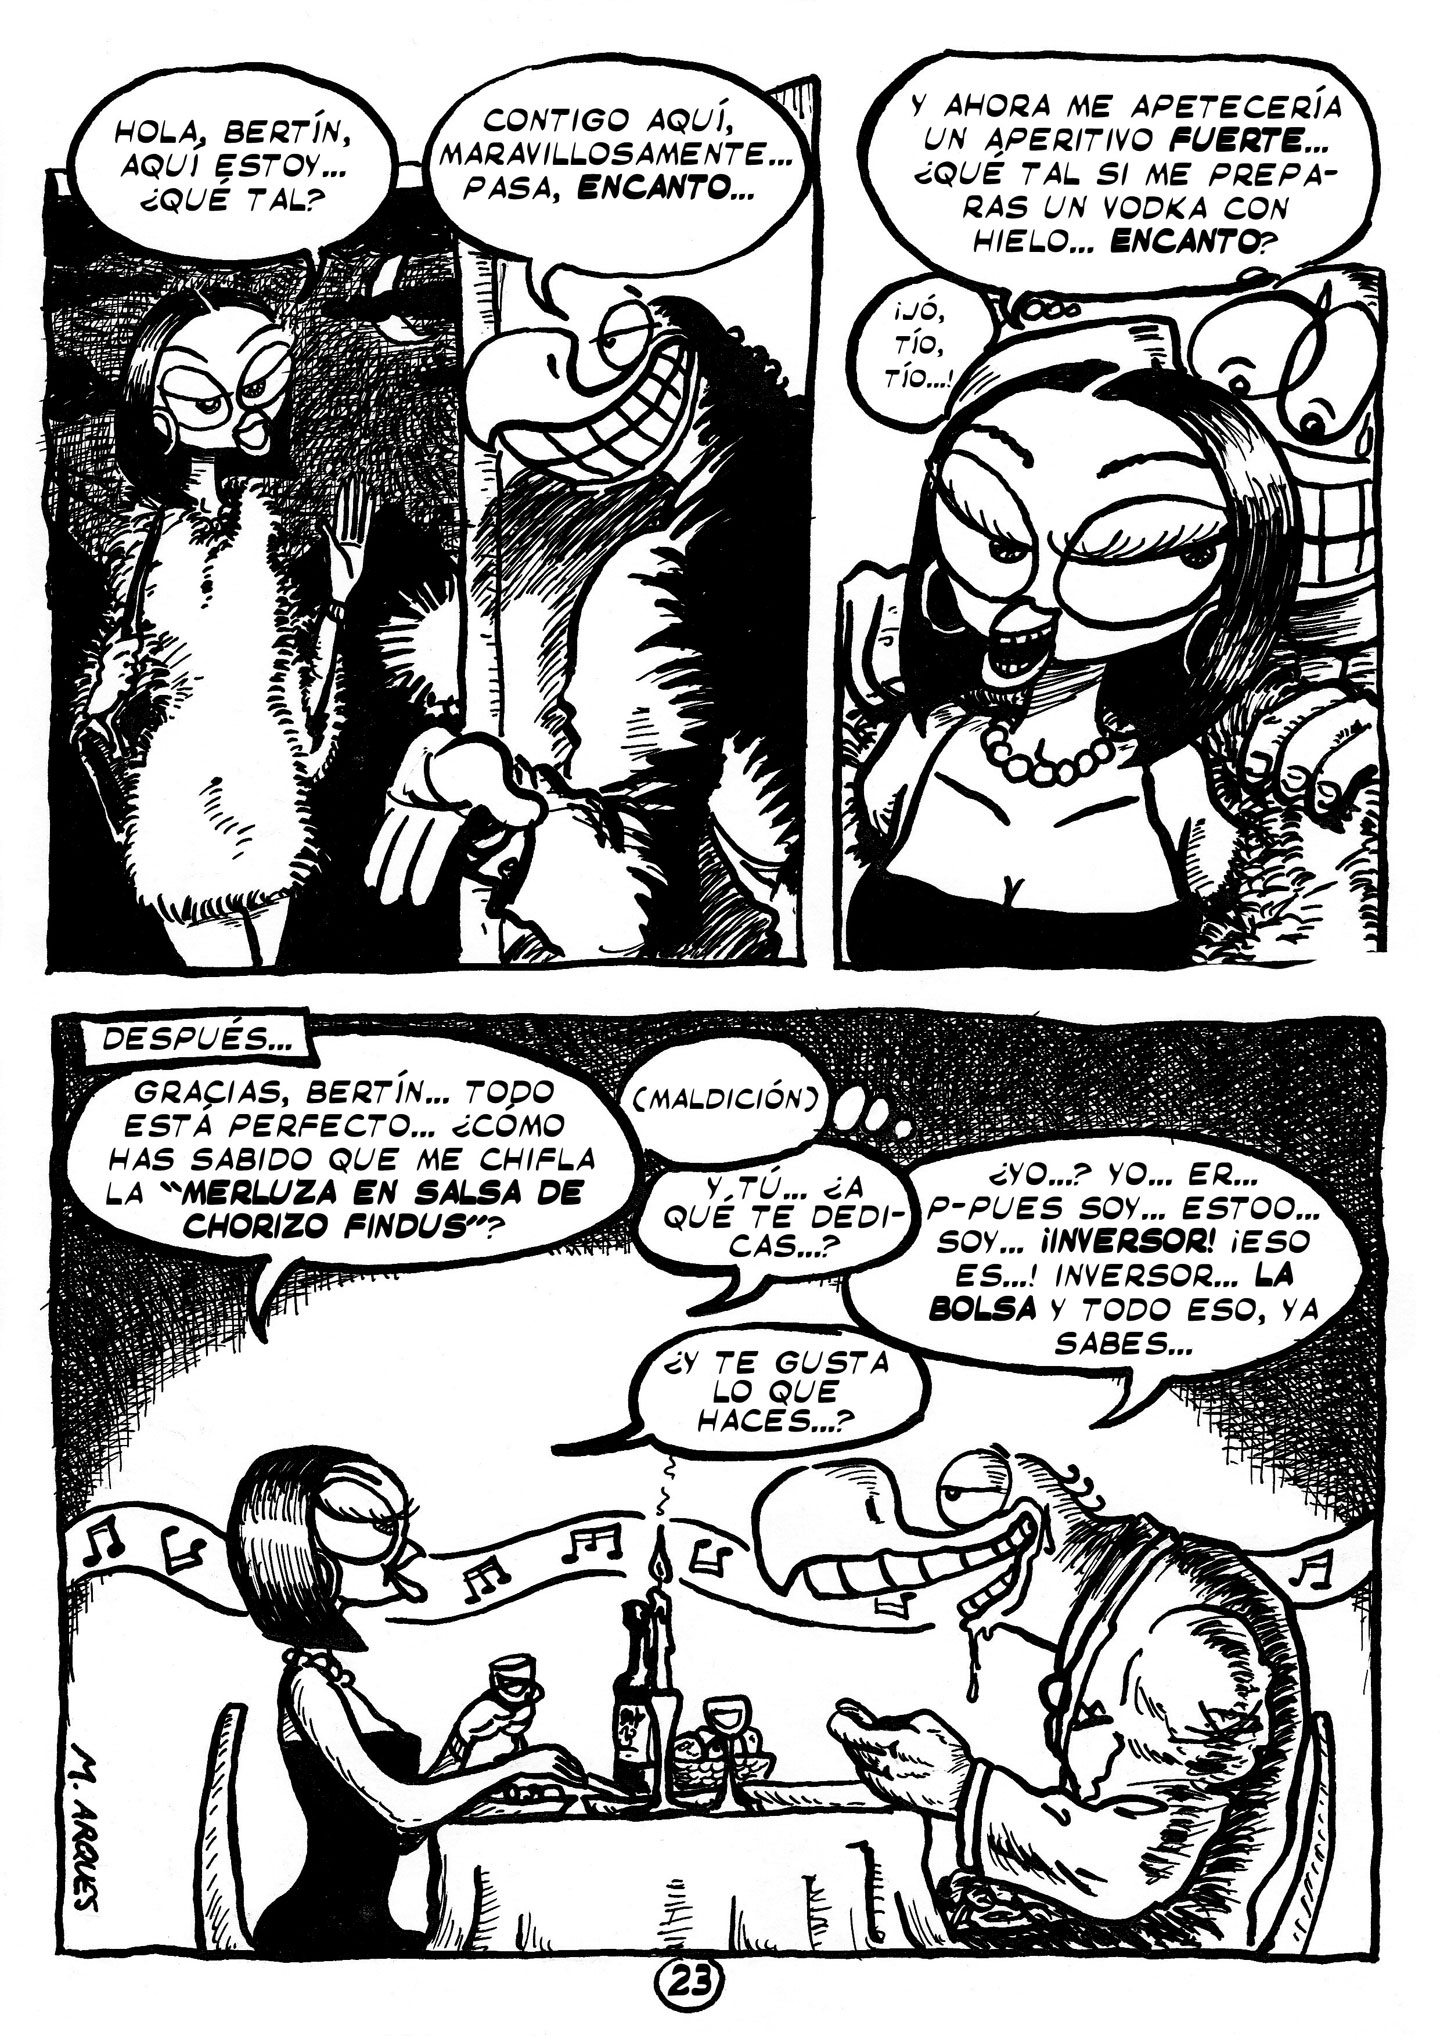 HOLA, BERTÍN,
AQUÍ ESTOY...
¿QUÉ TAL?
CONTIGO AQUÍ,
MARAVILLOSAMENTE...
PASA, ENCANTO...
Y AHORA ME APETECERÍA
UN APERITIVO FUERTE...
¿QUÉ TAL SI ME PREPA-
RAS UN VODKA CON
HIELO... ENCANTO?
¡JÓ,
TÍO,
TÍO...!
DESPUÉS...
GRACIAS, BERTÍN... TODO
ESTÁ PERFECTO... ¿CÓMO
HAS SABIDO QUE ME CHIFLA
LA "MERLUZA EN SALSA DE
CHORIZO FINDUS"?
(MALDICIÓN)
Y TÚ... ¿A
QUÉ TE DEDI-
CAS...?
¿YO...? YO... ER...
P-PUES SOY... ESTOO...
SOY... ¡INVERSOR! ¡ESO
ES...! INVERSOR... LA
BOLSA Y TODO ESO, YA
SABES...
¿Y TE GUSTA
LO QUE
HACES...?
M. ARQUES
23